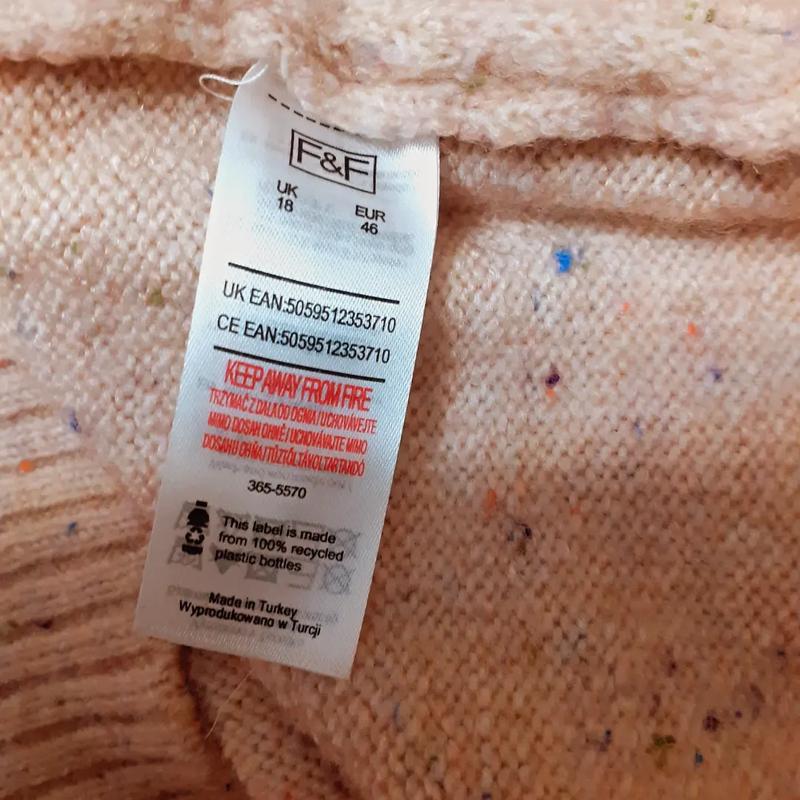 F&F
UK
18
EUR
46
UK EAN:5059512353710
CE EAN:5059512353710
KEEP AWAY FROM FIRE
TRZYMAĆ Z DALA OD OGNIA / UCHOVÁVEJTE
MIMO DOSAH OHNĚ / UCHOVÁVAJTE MIMO
DOSAHU OHŇA / TŰZTŐL TÁVOL TARTANDÓ
365-5570
This label is made
from 100% recycled
plastic bottles
Made in Turkey
Wyprodukowano w Turcji